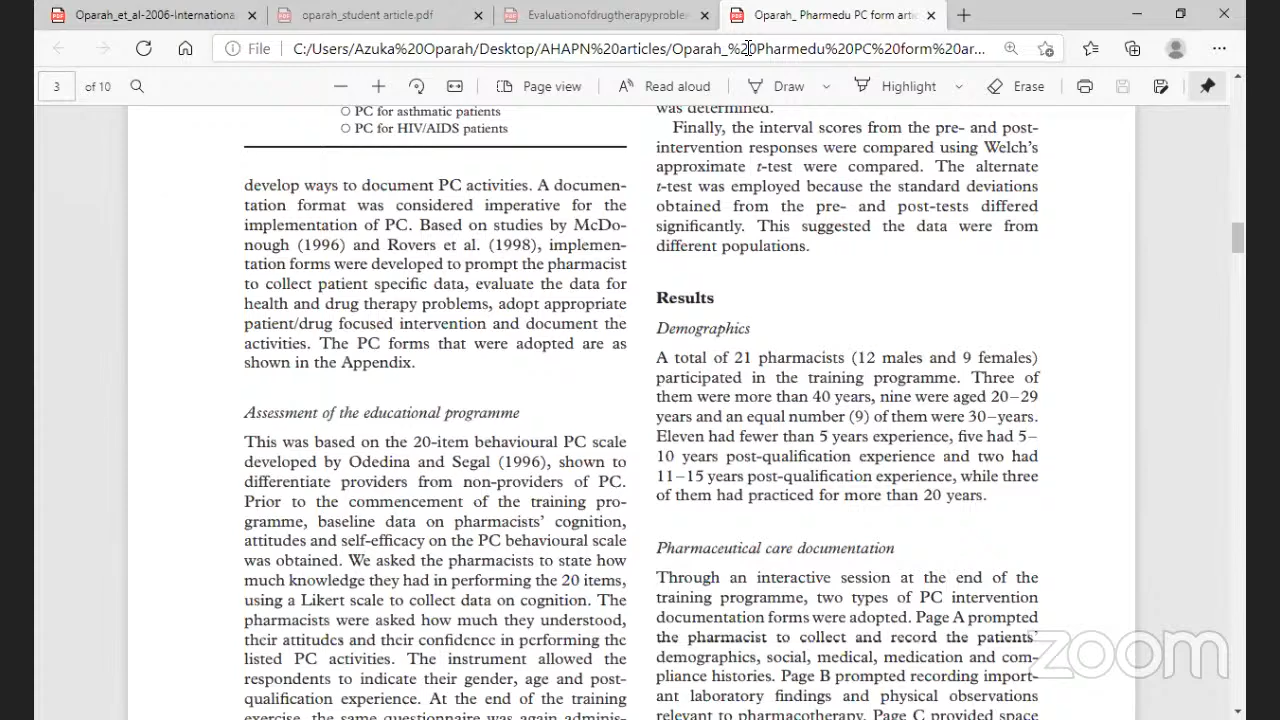 Oparah_et_al-2006-Internationa
oparah_student article.pdf
Evaluationofdrugtherapyproble
Oparah_ Pharmedu PC form arti
File
C:/Users/Azuka%20Oparah/Desktop/AHAPN%20articles/Oparah_%20Pharmedu%20PC%20form%20ar...
3 of 10
Page view
Read aloud
Draw
Highlight
Erase
PC for asthmatic patients
PC for HIV/AIDS patients
develop ways to document PC activities. A documen-
tation format was considered imperative for the
implementation of PC. Based on studies by McDo-
nough (1996) and Rovers et al. (1998), implemen-
tation forms were developed to prompt the pharmacist
to collect patient specific data, evaluate the data for
health and drug therapy problems, adopt appropriate
patient/drug focused intervention and document the
activities. The PC forms that were adopted are as
shown in the Appendix.
Assessment of the educational programme
This was based on the 20-item behavioural PC scale
developed by Odedina and Segal (1996), shown to
differentiate providers from non-providers of PC.
Prior to the commencement of the training pro-
gramme, baseline data on pharmacists' cognition,
attitudes and self-efficacy on the PC behavioural scale
was obtained. We asked the pharmacists to state how
much knowledge they had in performing the 20 items,
using a Likert scale to collect data on cognition. The
pharmacists were asked how much they understood,
their attitudes and their confidence in performing the
listed PC activities. The instrument allowed the
respondents to indicate their gender, age and post-
qualification experience. At the end of the training
exercise, the same questionnaire was again adminis-
was determined.
Finally, the interval scores from the pre- and post-
intervention responses were compared using Welch's
approximate t-test were compared. The alternate
t-test was employed because the standard deviations
obtained from the pre- and post-tests differed
significantly. This suggested the data were from
different populations.
Results
Demographics
A total of 21 pharmacists (12 males and 9 females)
participated in the training programme. Three of
them were more than 40 years, nine were aged 20–29
years and an equal number (9) of them were 30–years.
Eleven had fewer than 5 years experience, five had 5–
10 years post-qualification experience and two had
11–15 years post-qualification experience, while three
of them had practiced for more than 20 years.
Pharmaceutical care documentation
Through an interactive session at the end of the
training programme, two types of PC intervention
documentation forms were adopted. Page A prompted
the pharmacist to collect and record the patients'
demographics, social, medical, medication and com-
pliance histories. Page B prompted recording import-
ant laboratory findings and physical observations
relevant to pharmacotherapy. Page C provided space
zoom